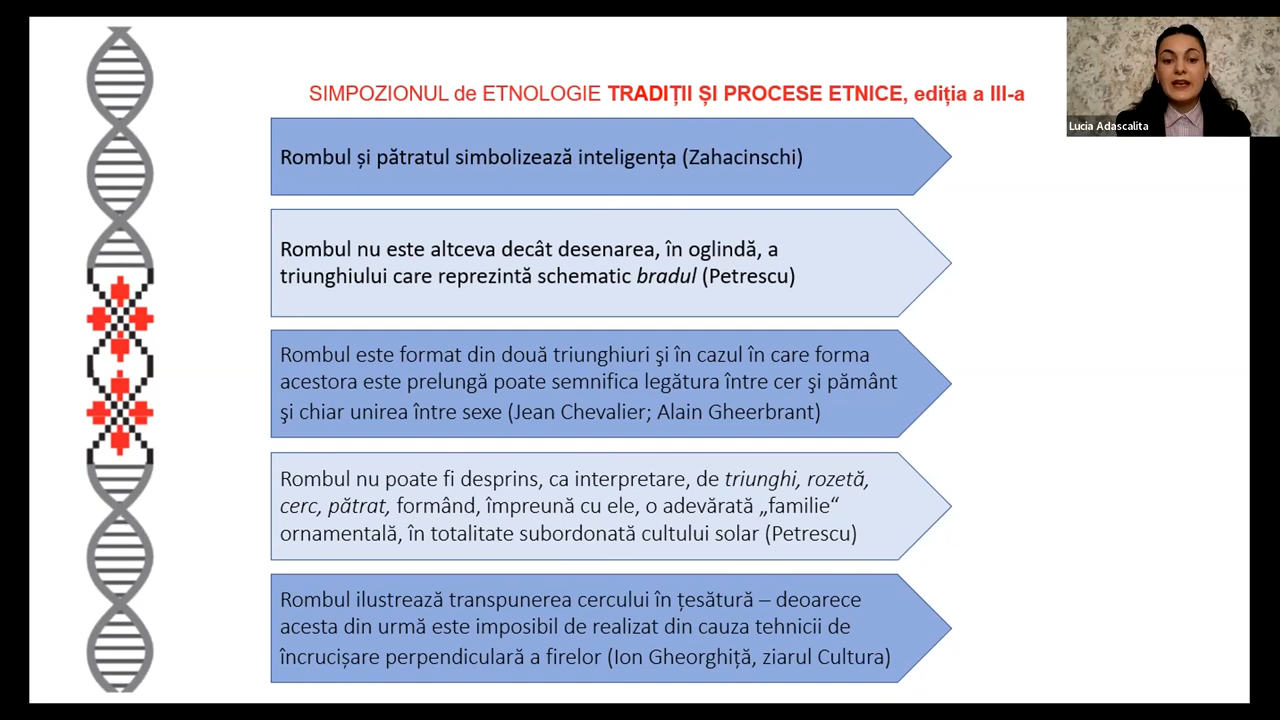 SIMPOZIONUL de ETNOLOGIE TRADIȚII ȘI PROCESE ETNICE, ediția a III-a
Lucia Adascalita
Rombul și pătratul simbolizează inteligența (Zahacinschi)
Rombul nu este altceva decât desenarea, în oglindă, a
triunghiului care reprezintă schematic bradul (Petrescu)
Rombul este format din două triunghiuri şi în cazul în care forma
acestora este prelungă poate semnifica legătura între cer şi pământ
şi chiar unirea între sexe (Jean Chevalier; Alain Gheerbrant)
Rombul nu poate fi desprins, ca interpretare, de triunghi, rozetă,
cerc, pătrat, formând, împreună cu ele, o adevărată „familie“
ornamentală, în totalitate subordonată cultului solar (Petrescu)
Rombul ilustrează transpunerea cercului în țesătură – deoarece
acesta din urmă este imposibil de realizat din cauza tehnicii de
încrucișare perpendiculară a firelor (Ion Gheorghiță, ziarul Cultura)